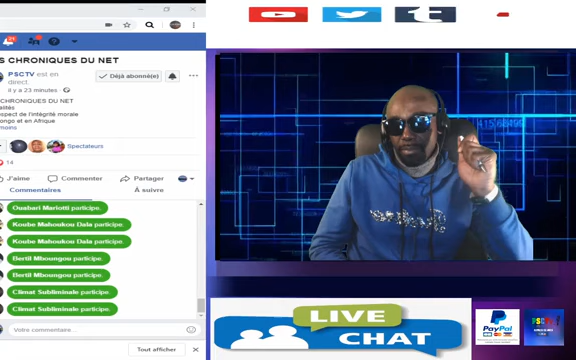 S CHRONIQUES DU NET
PSCTV est en
direct.
Déjà abonné(e)
il y a 23 minutes
CHRONIQUES DU NET
alités
spect de l'intégrité morale
ongo et en Afrique
moins
Spectateurs
14
J'aime
Commenter
Partager
Commentaires
À suivre
Ouabari Mariotti participe.
Koube Mahoukou Dala participe.
Koube Mahoukou Dala participe.
Bertil Mboungou participe.
Bertil Mboungou participe.
Climat Subliminale participe.
Climat Subliminale participe.
Votre commentaire...
Tout afficher
LIVE
CHAT
PayPal